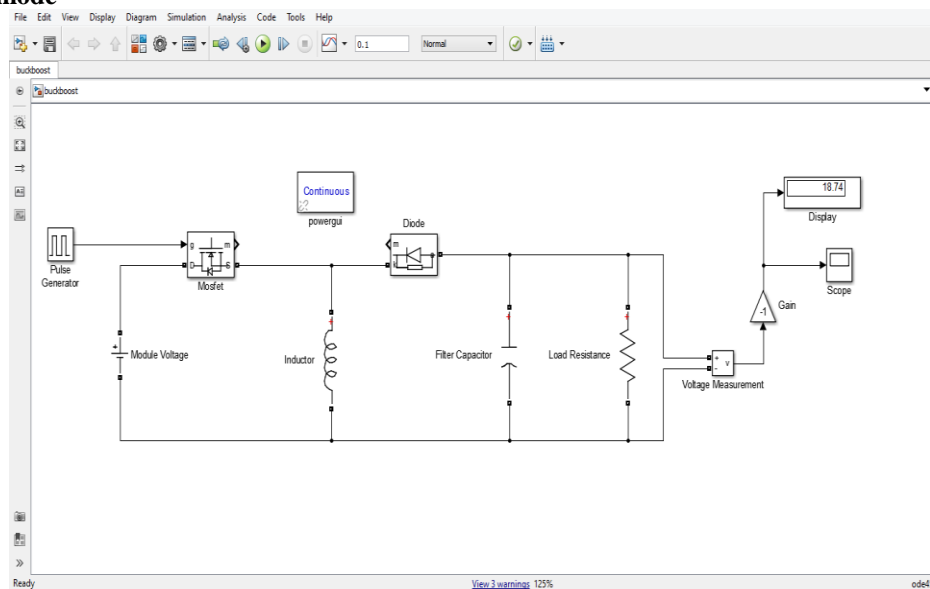 mode
File Edit View Display Diagram Simulation Analysis Code Tools Help
0.1 Normal
buckboost
buckboost
Continuous
powergui
18.74
Display
Diode
m
k
g m
D S
Mosfet
Pulse
Generator
Scope
Gain
-1
+
Module Voltage
+
Inductor
+
Filter Capacitor
+
Load Resistance
+
-
v
Voltage Measurement
Ready View 3 warnings 125% ode4